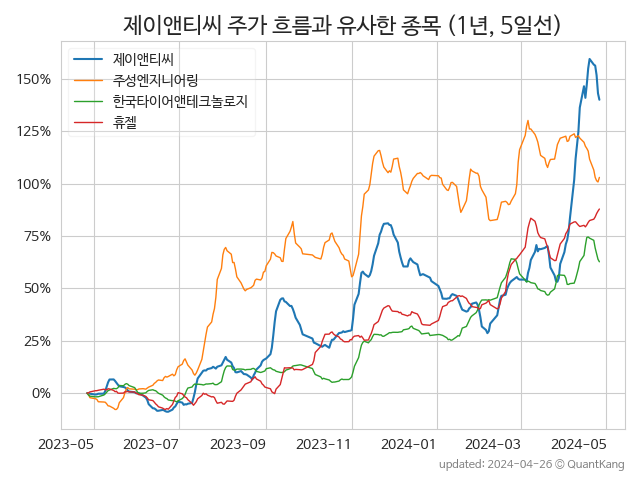 제이앤티씨 주가 흐름과 유사한 종목 (1년, 5일선)
제이앤티씨
주성엔지니어링
한국타이어앤테크놀로지
휴젤
150%
125%
100%
75%
50%
25%
0%
2023-05 2023-07 2023-09 2023-11 2024-01 2024-03 2024-05
updated: 2024-04-26 © QuantKang